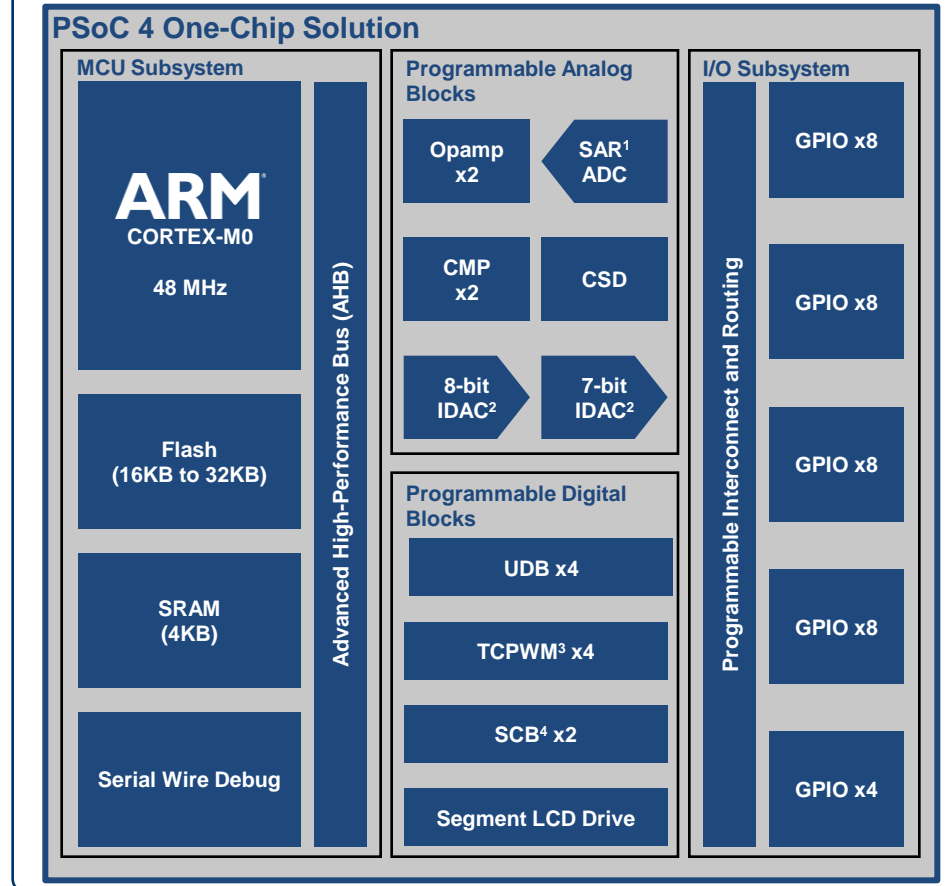 PSoC 4 One-Chip Solution
MCU Subsystem
ARM®
CORTEX-M0
48 MHz
Flash
(16KB to 32KB)
SRAM
(4KB)
Serial Wire Debug
Advanced High-Performance Bus (AHB)
Programmable Analog
Blocks
Opamp
x2
SAR¹
ADC
CMP
x2
CSD
8-bit
IDAC²
7-bit
IDAC²
Programmable Digital
Blocks
UDB x4
TCPWM³ x4
SCB⁴ x2
Segment LCD Drive
I/O Subsystem
Programmable Interconnect and Routing
GPIO x8
GPIO x8
GPIO x8
GPIO x8
GPIO x4